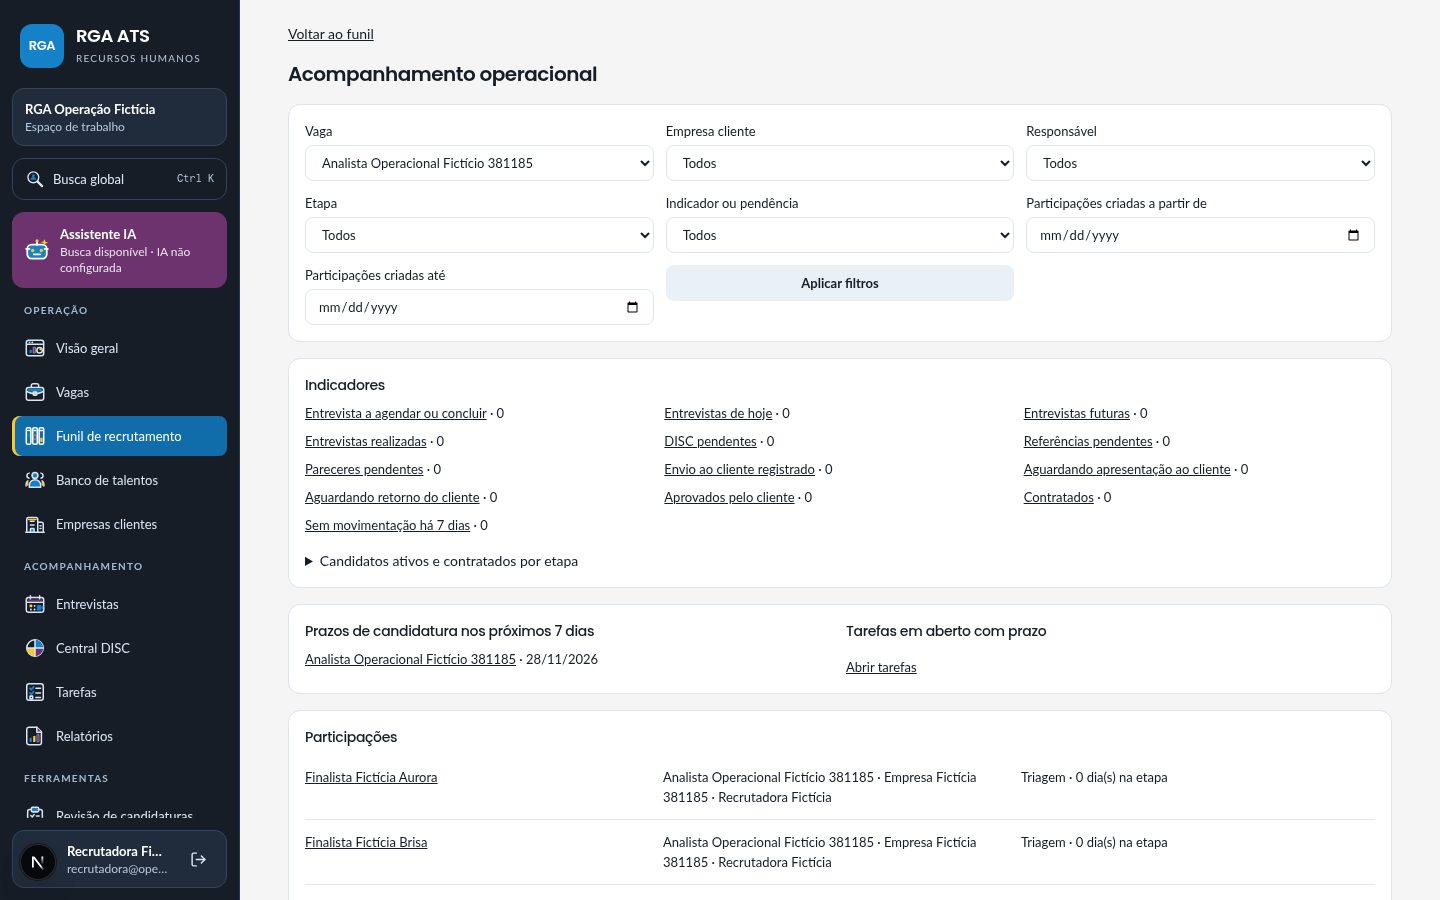 RGA
RGA ATS
RECURSOS HUMANOS
RGA Operação Fictícia
Espaço de trabalho
Busca global
Ctrl K
Assistente IA
Busca disponível · IA não
configurada
OPERAÇÃO
Visão geral
Vagas
Funil de recrutamento
Banco de talentos
Empresas clientes
ACOMPANHAMENTO
Entrevistas
Central DISC
Tarefas
Relatórios
FERRAMENTAS
Revisão de candidaturas
N
Recrutadora Fi...
recrutadora@ope...
Voltar ao funil
Acompanhamento operacional
Vaga
Analista Operacional Fictício 381185
Empresa cliente
Todos
Responsável
Todos
Etapa
Todos
Indicador ou pendência
Todos
Participações criadas a partir de
mm/dd/yyyy
Participações criadas até
mm/dd/yyyy
Aplicar filtros
Indicadores
Entrevista a agendar ou concluir · 0
Entrevistas de hoje · 0
Entrevistas futuras · 0
Entrevistas realizadas · 0
DISC pendentes · 0
Referências pendentes · 0
Pareceres pendentes · 0
Envio ao cliente registrado · 0
Aguardando apresentação ao cliente · 0
Aguardando retorno do cliente · 0
Aprovados pelo cliente · 0
Contratados · 0
Sem movimentação há 7 dias · 0
Candidatos ativos e contratados por etapa
Prazos de candidatura nos próximos 7 dias
Analista Operacional Fictício 381185 · 28/11/2026
Tarefas em aberto com prazo
Abrir tarefas
Participações
Finalista Fictícia Aurora
Analista Operacional Fictício 381185 · Empresa Fictícia
381185 · Recrutadora Fictícia
Triagem · 0 dia(s) na etapa
Finalista Fictícia Brisa
Analista Operacional Fictício 381185 · Empresa Fictícia
381185 · Recrutadora Fictícia
Triagem · 0 dia(s) na etapa